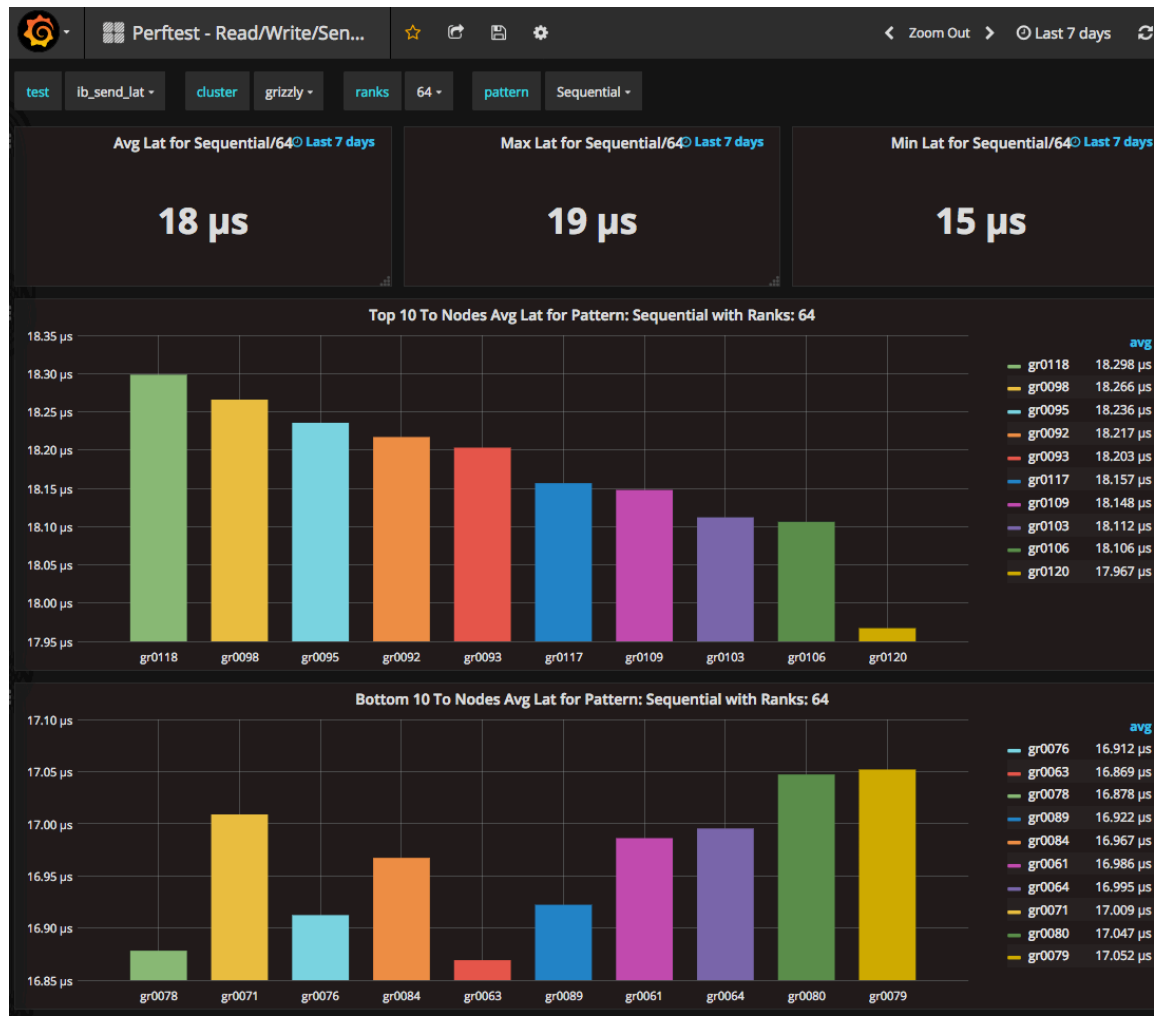 Perftest - Read/Write/Sen... Zoom Out Last 7 days
test ib_send_lat cluster grizzly ranks 64 pattern Sequential
Avg Lat for Sequential/64 Last 7 days
18 µs
Max Lat for Sequential/64 Last 7 days
19 µs
Min Lat for Sequential/64 Last 7 days
15 µs
Top 10 To Nodes Avg Lat for Pattern: Sequential with Ranks: 64
18.35 µs
18.30 µs
18.25 µs
18.20 µs
18.15 µs
18.10 µs
18.05 µs
18.00 µs
17.95 µs
gr0118 gr0098 gr0095 gr0092 gr0093 gr0117 gr0109 gr0103 gr0106 gr0120
avg
gr0118 18.298 µs
gr0098 18.266 µs
gr0095 18.236 µs
gr0092 18.217 µs
gr0093 18.203 µs
gr0117 18.157 µs
gr0109 18.148 µs
gr0103 18.112 µs
gr0106 18.106 µs
gr0120 17.967 µs
Bottom 10 To Nodes Avg Lat for Pattern: Sequential with Ranks: 64
17.10 µs
17.05 µs
17.00 µs
16.95 µs
16.90 µs
16.85 µs
gr0078 gr0071 gr0076 gr0084 gr0063 gr0089 gr0061 gr0064 gr0080 gr0079
avg
gr0076 16.912 µs
gr0063 16.869 µs
gr0078 16.878 µs
gr0089 16.922 µs
gr0084 16.967 µs
gr0061 16.986 µs
gr0064 16.995 µs
gr0071 17.009 µs
gr0080 17.047 µs
gr0079 17.052 µs